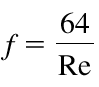 f = 64/Re